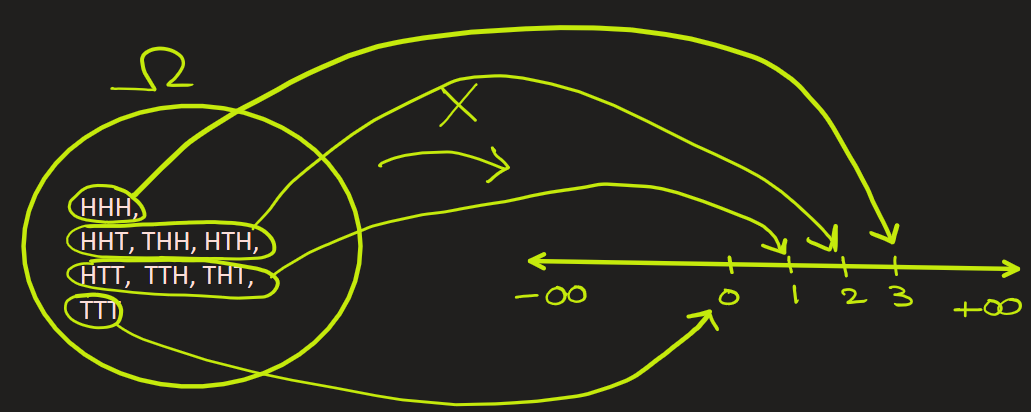 Ω
X
HHH,
HHT, THH, HTH,
HTT, TTH, THT,
TTT
-∞ 0 1 2 3 +∞